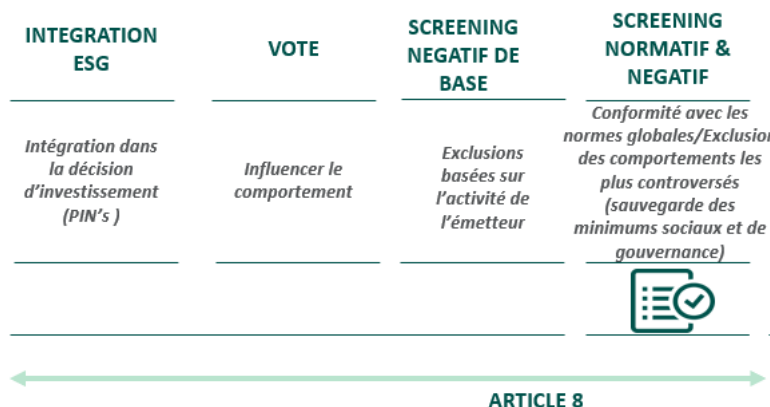 INTEGRATION
ESG
VOTE
SCREENING
NEGATIF DE
BASE
SCREENING
NORMATIF &
NEGATIF
Intégration dans
la décision
d'investissement
(PIN's )
Influencer le
comportement
Exclusions
basées sur
l'activité de
l'émetteur
Conformité avec les
normes globales/Exclusion
des comportements les
plus controversés
(sauvegarde des
minimums sociaux et de
gouvernance)
ARTICLE 8